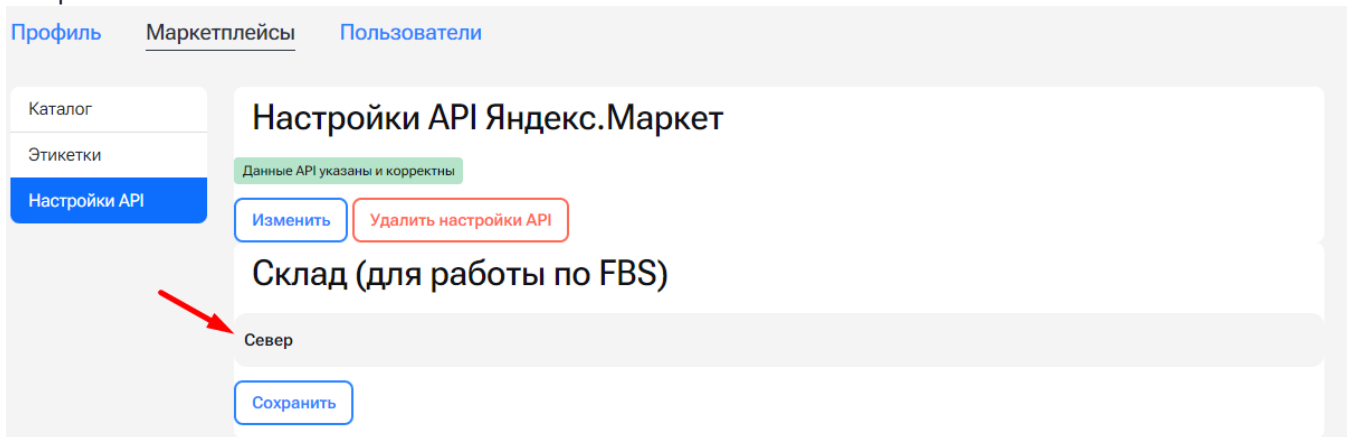 Профиль Маркетплейсы Пользователи
Каталог
Этикетки
Настройки API
Настройки API Яндекс.Маркет
Данные API указаны и корректны
Изменить Удалить настройки API
Склад (для работы по FBS)
Север
Сохранить